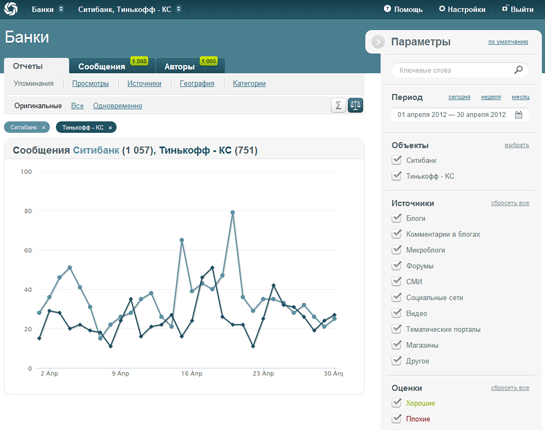 Банки Ситибанк, Тинькофф - КС Помощь Настройки Выйти
Банки
Отчеты Сообщения 1 808 Авторы 1 005
Упоминания Просмотры Источники География Категории
Оригинальные Все Одновременно Σ
Ситибанк × Тинькофф - КС ×
Сообщения Ситибанк (1 057), Тинькофф - КС (751)
100
80
60
40
20
0
2 Апр 9 Апр 16 Апр 23 Апр 30 Апр
Параметры по умолчанию
Ключевые слова
Период сегодня неделя месяц
01 апреля 2012 — 30 апреля 2012
Объекты выбрать
Ситибанк
Тинькофф - КС
Источники сбросить все
Блоги
Комментарии в блогах
Микроблоги
Форумы
СМИ
Социальные сети
Видео
Тематические порталы
Магазины
Другое
Оценки сбросить все
Хорошие
Плохие